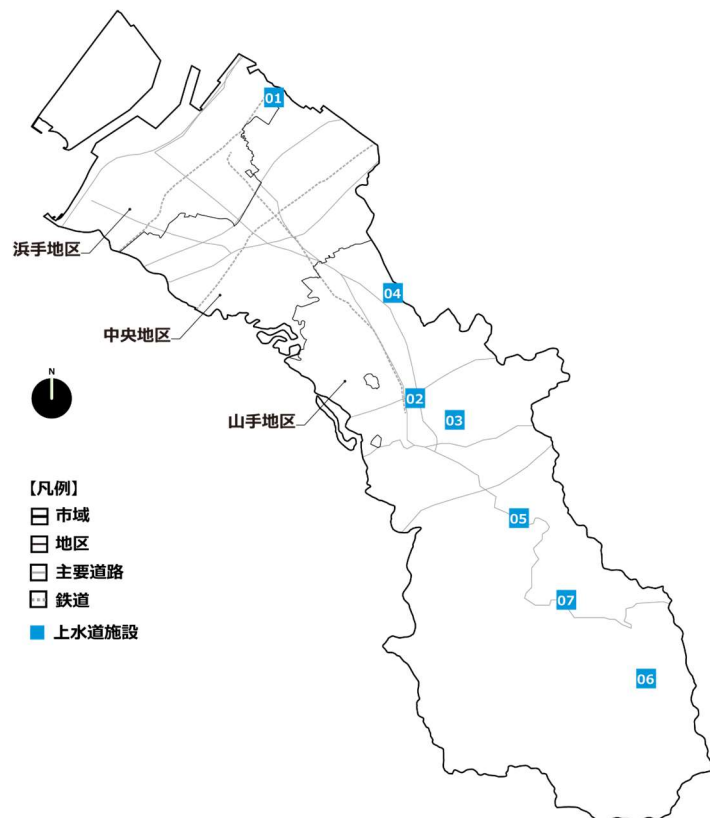 01
浜手地区
04
中央地区
N
02
山手地区
03
【凡例】
市域
地区
05
主要道路
鉄道
07
上水道施設
06